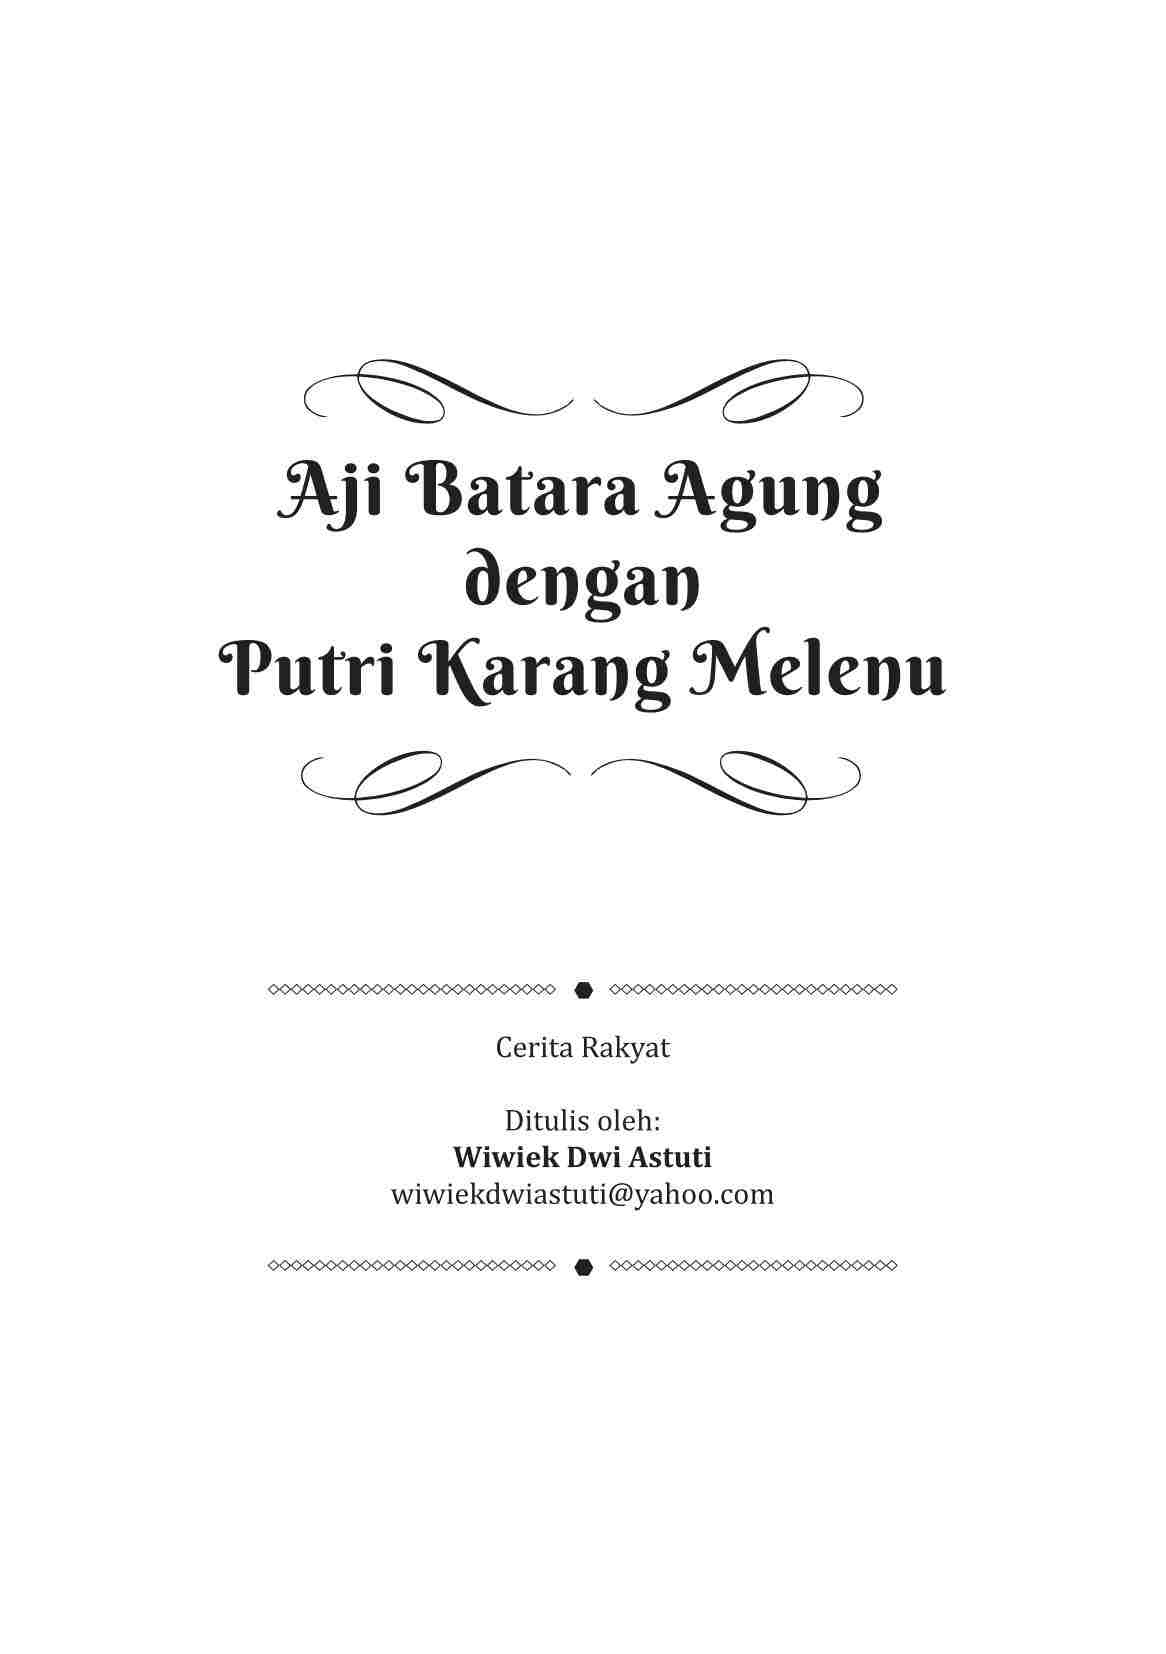 Aji Batara Agung
dengan
Putri Karang Melenu
Cerita Rakyat
Ditulis oleh:
Wiwiek Dwi Astuti
wiwiekdwiastuti@yahoo.com